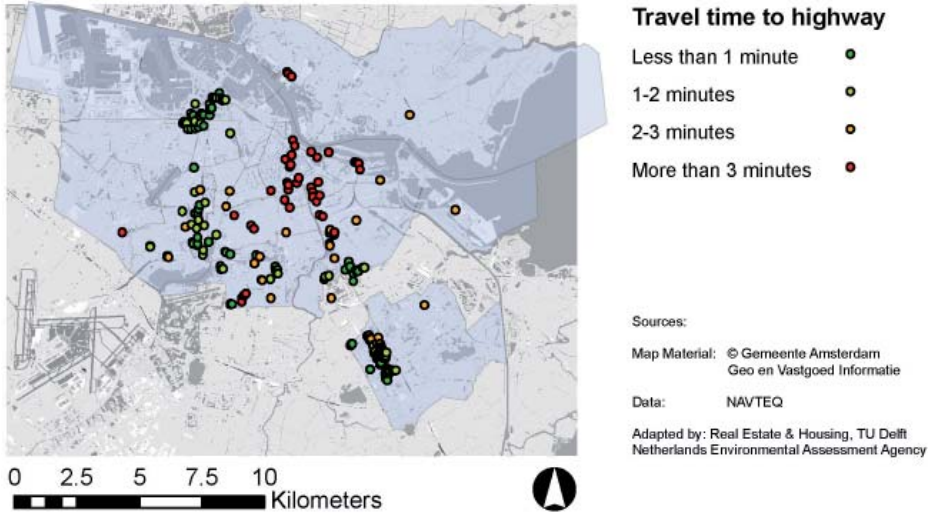 Travel time to highway
Less than 1 minute
1-2 minutes
2-3 minutes
More than 3 minutes
Sources:
Map Material: © Gemeente Amsterdam
Geo en Vastgoed Informatie
Data: NAVTEQ
Adapted by: Real Estate & Housing, TU Delft
Netherlands Environmental Assessment Agency
0 2.5 5 7.5 10
Kilometers